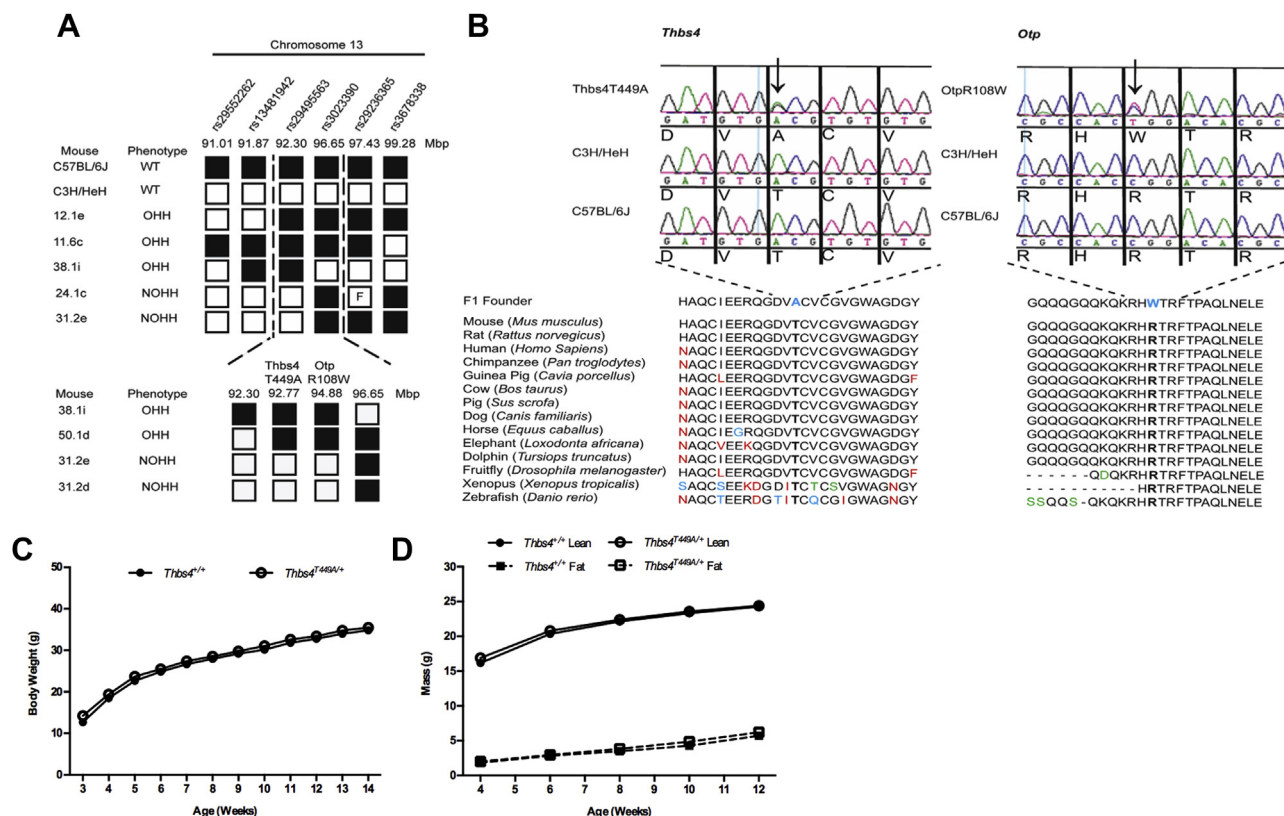 A
Chromosome 13
rs29552262
rs13481942
rs29495563
rs3023390
rs29236365
rs3678338
Mouse Phenotype 91.01 91.87 92.30 96.65 97.43 99.28 Mbp
C57BL/6J WT
C3H/HeH WT
12.1e OHH
11.6c OHH
38.1i OHH
24.1c NOHH F
31.2e NOHH
Thbs4 Otp
T449A R108W
Mouse Phenotype 92.30 92.77 94.88 96.65 Mbp
38.1i OHH
50.1d OHH
31.2e NOHH
31.2d NOHH
B
Thbs4
Thbs4T449A
G A T G T G A C G T G T G T G
D V A C V
C3H/HeH
G A T G T G A C G T G T G T G
D V T C V
C57BL/6J
G A T G T G A C G T G T G T G
D V T C V
Otp
OtpR108W
C G C C A C T G G A C A C G C
R H W T R
C3H/HeH
C G C C A C C G G A C A C G C
R H R T R
C57BL/6J
C G C C A C C G G A C A C G C
R H R T R
F1 Founder HAQCIEERQGDVACVCGVGWAGDGY GQQQGQQKQKRHWTRFTPAQLNELE
Mouse (Mus musculus) HAQCIEERQGDVTCVCGVGWAGDGY GQQQGQQKQKRHRTRFTPAQLNELE
Rat (Rattus norvegicus) HAQCIEERQGDVTCVCGVGWAGDGY GQQQGQQKQKRHRTRFTPAQLNELE
Human (Homo Sapiens) NAQCIEERQGDVTCVCGVGWAGDGY GQQQGQQKQKRHRTRFTPAQLNELE
Chimpanzee (Pan troglodytes) NAQCIEERQGDVTCVCGVGWAGDGY GQQQGQQKQKRHRTRFTPAQLNELE
Guinea Pig (Cavia porcellus) HAQCLEERQGDVTCVCGVGWAGDGF GQQQGQQKQKRHRTRFTPAQLNELE
Cow (Bos taurus) NAQCIEERQGDVTCVCGVGWAGDGY GQQQGQQKQKRHRTRFTPAQLNELE
Pig (Sus scrofa) NAQCIEERQGDVTCVCGVGWAGDGY GQQQGQQKQKRHRTRFTPAQLNELE
Dog (Canis familiaris) NAQCIEERQGDVTCVCGVGWAGDGY GQQQGQQKQKRHRTRFTPAQLNELE
Horse (Equus caballus) NAQCIEGRQGDVTCVCGVGWAGDGY GQQQGQQKQKRHRTRFTPAQLNELE
Elephant (Loxodonta africana) NAQCVEKRQGDVTCVCGVGWAGDGY GQQQGQQKQKRHRTRFTPAQLNELE
Dolphin (Tursiops truncatus) NAQCIEERQGDVTCVCGVGWAGDGY GQQQGQQKQKRHRTRFTPAQLNELE
Fruitfly (Drosophila melanogaster) HAQCLEERQGDVTCVCGVGWAGDGF - - - - - - - QDKQKRHRTRFTPAQLNELE
Xenopus (Xenopus tropicalis) SAQCSEEKDGDITCTCSVGWAGNGY - - - - - - - - - - - - HRTRFTPAQLNELE
Zebrafish (Danio rerio) NAQCTEERDGTITCQCGIGWAGNGY SSQQS-QKQKRHRTRFTPAQLNELE
C
Thbs4+/+ Thbs4T449A/+
Body Weight (g)
50
40
30
20
10
0
3 4 5 6 7 8 9 10 11 12 13 14
Age (Weeks)
D
Thbs4+/+ Lean Thbs4T449A/+ Lean
Thbs4+/+ Fat Thbs4T449A/+ Fat
Mass (g)
30
25
20
15
10
5
0
4 5 6 7 8 9 10 11 12
Age (Weeks)